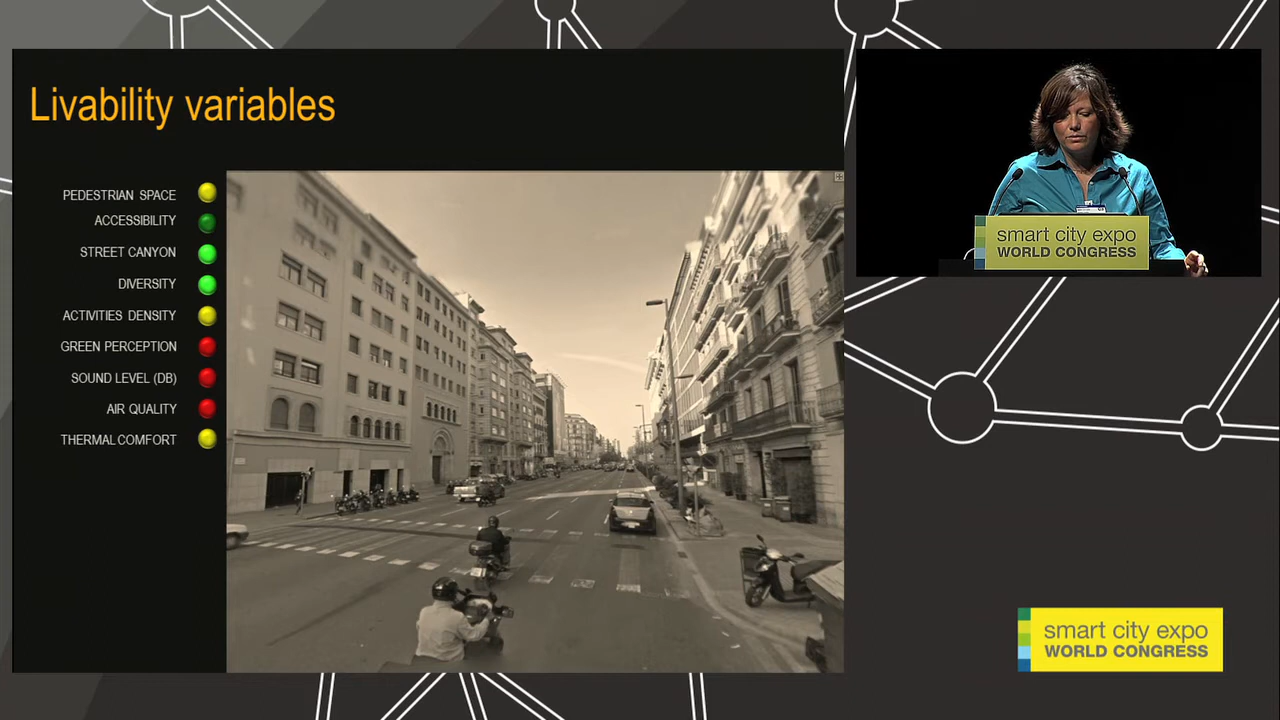 Livability variables
PEDESTRIAN SPACE
ACCESSIBILITY
STREET CANYON
DIVERSITY
ACTIVITIES DENSITY
GREEN PERCEPTION
SOUND LEVEL (DB)
AIR QUALITY
THERMAL COMFORT
smart city expo
WORLD CONGRESS
smart city expo
WORLD CONGRESS